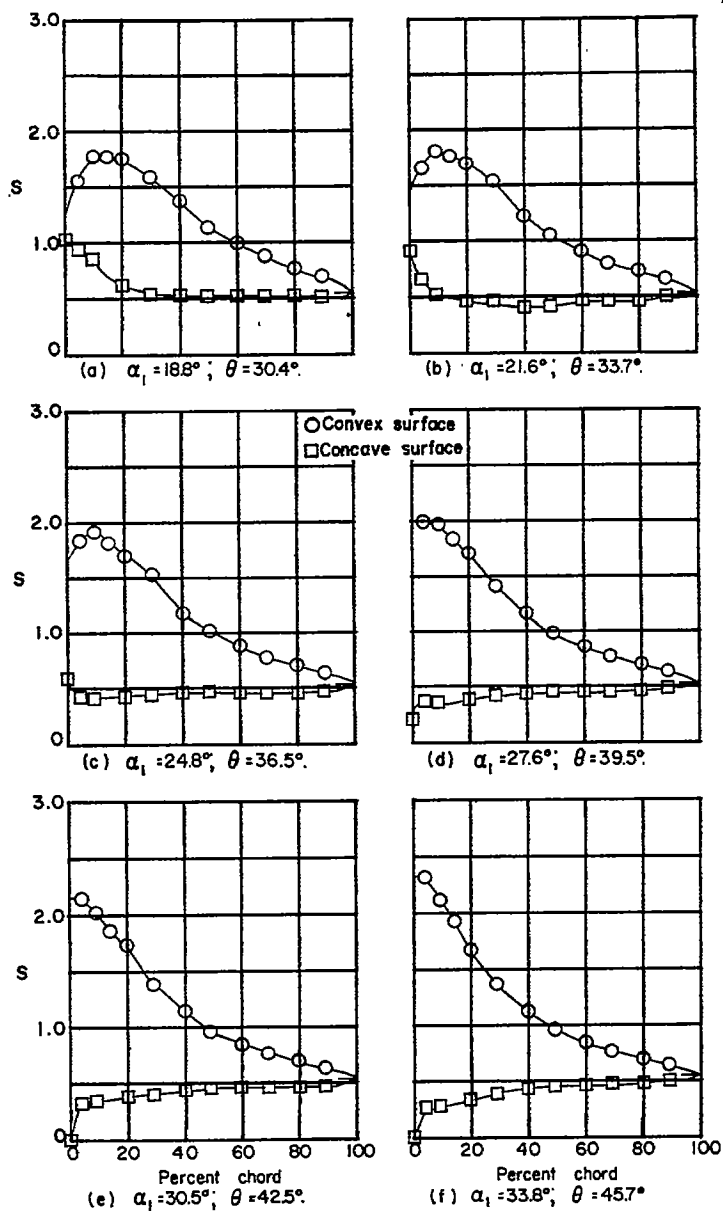 3.0
2.0
S
1.0
0
(a) α₁ = 18.8°; θ = 30.4°.
(b) α₁ = 21.6°; θ = 33.7°.
3.0
○ Convex surface
□ Concave surface
2.0
S
1.0
0
(c) α₁ = 24.8°; θ = 36.5°.
(d) α₁ = 27.6°; θ = 39.5°.
3.0
2.0
S
1.0
0
0 20 40 60 80 100
0 20 40 60 80 100
Percent chord
Percent chord
(e) α₁ = 30.5°; θ = 42.5°.
(f) α₁ = 33.8°; θ = 45.7°